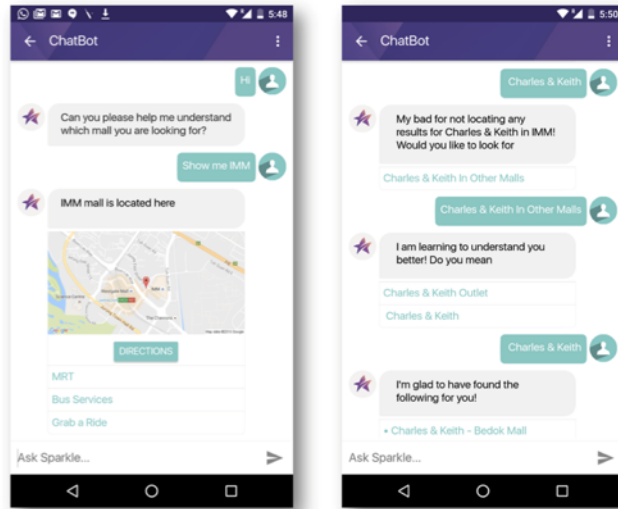 5:48
ChatBot
Hi
Can you please help me understand
which mall you are looking for?
Show me IMM
IMM mall is located here
DIRECTIONS
MRT
Bus Services
Grab a Ride
Ask Sparkle...
5:50
ChatBot
Charles & Keith
My bad for not locating any
results for Charles & Keith in IMM!
Would you like to look for
Charles & Keith In Other Malls
Charles & Keith In Other Malls
I am learning to understand you
better! Do you mean
Charles & Keith Outlet
Charles & Keith
Charles & Keith
I'm glad to have found the
following for you!
• Charles & Keith - Bedok Mall
Ask Sparkle...